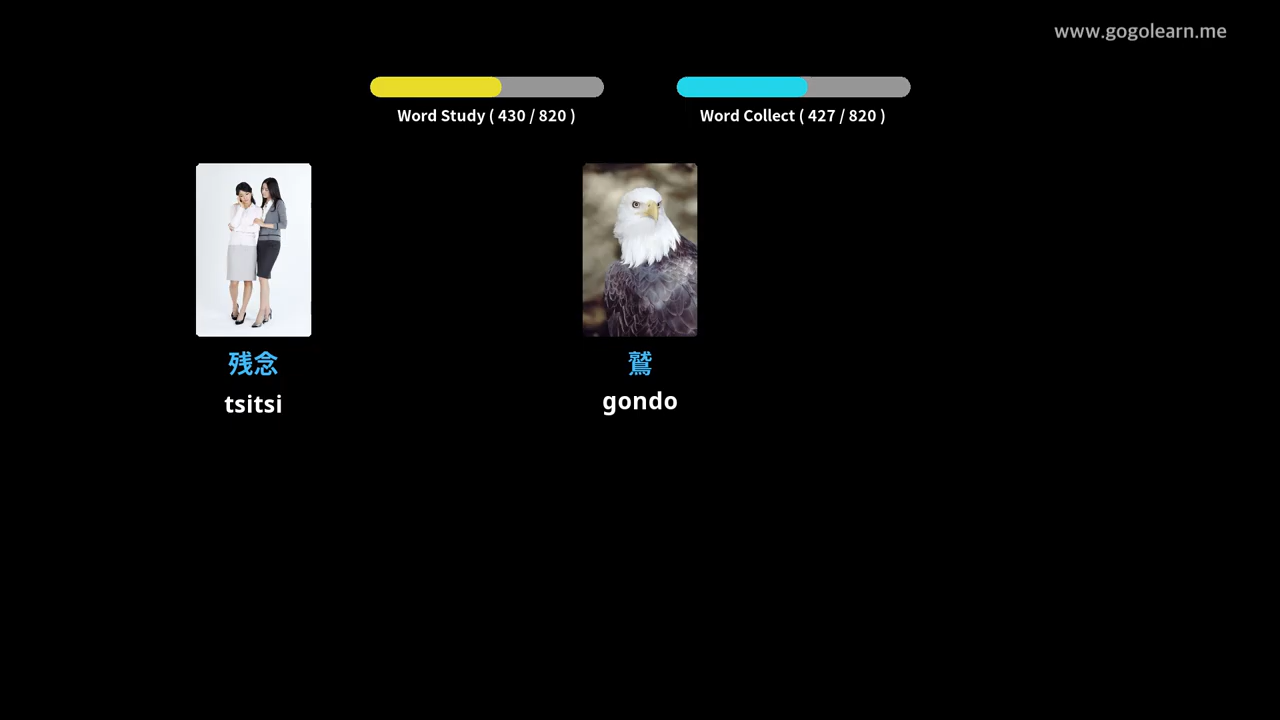 www.gogolearn.me
Word Study ( 430 / 820 )
Word Collect ( 427 / 820 )
残念
tsitsi
鷲
gondo